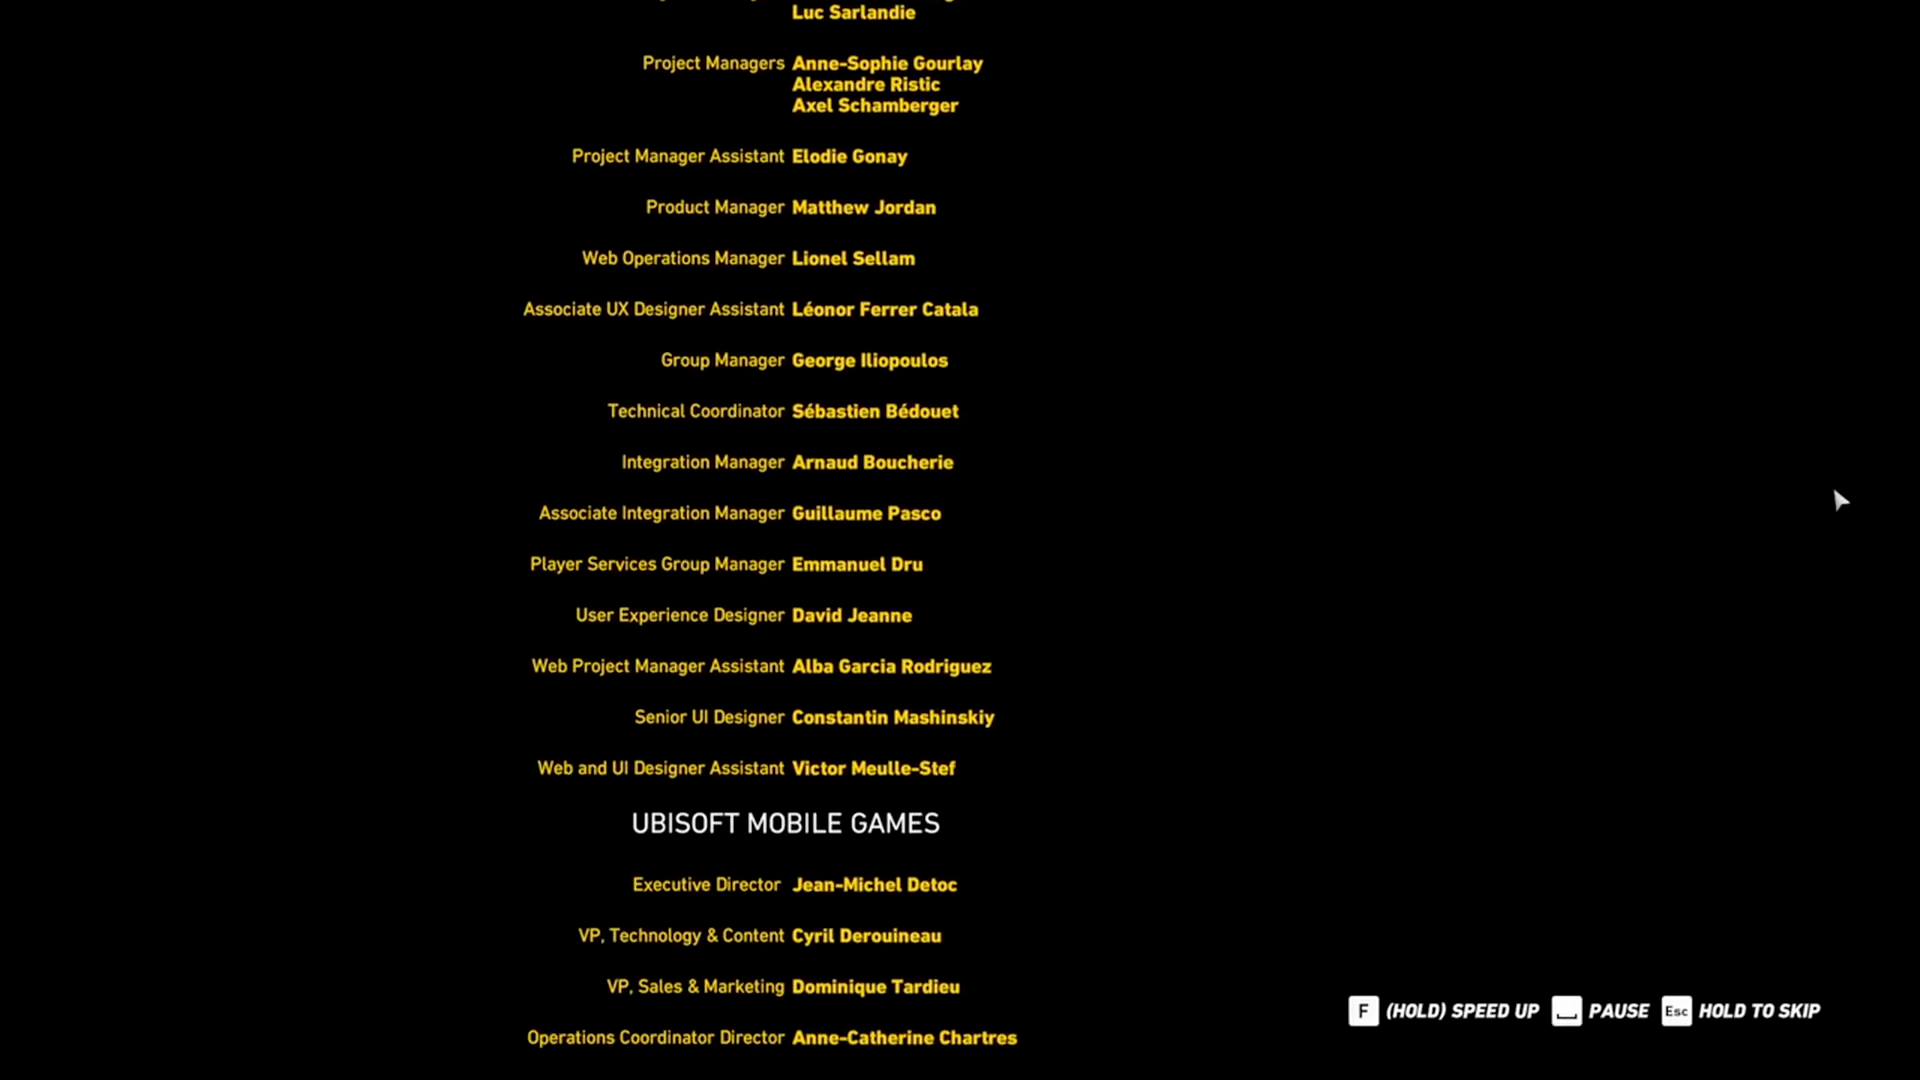 Luc Sarlandie
Project Managers Anne-Sophie Gourlay
Alexandre Ristic
Axel Schamberger
Project Manager Assistant Elodie Gonay
Product Manager Matthew Jordan
Web Operations Manager Lionel Sellam
Associate UX Designer Assistant Léonor Ferrer Catala
Group Manager George Iliopoulos
Technical Coordinator Sébastien Bédouet
Integration Manager Arnaud Boucherie
Associate Integration Manager Guillaume Pasco
Player Services Group Manager Emmanuel Dru
User Experience Designer David Jeanne
Web Project Manager Assistant Alba Garcia Rodriguez
Senior UI Designer Constantin Mashinskiy
Web and UI Designer Assistant Victor Meulle-Stef
UBISOFT MOBILE GAMES
Executive Director Jean-Michel Detoc
VP, Technology & Content Cyril Derouineau
VP, Sales & Marketing Dominique Tardieu
Operations Coordinator Director Anne-Catherine Chartres
F (HOLD) SPEED UP PAUSE Esc HOLD TO SKIP